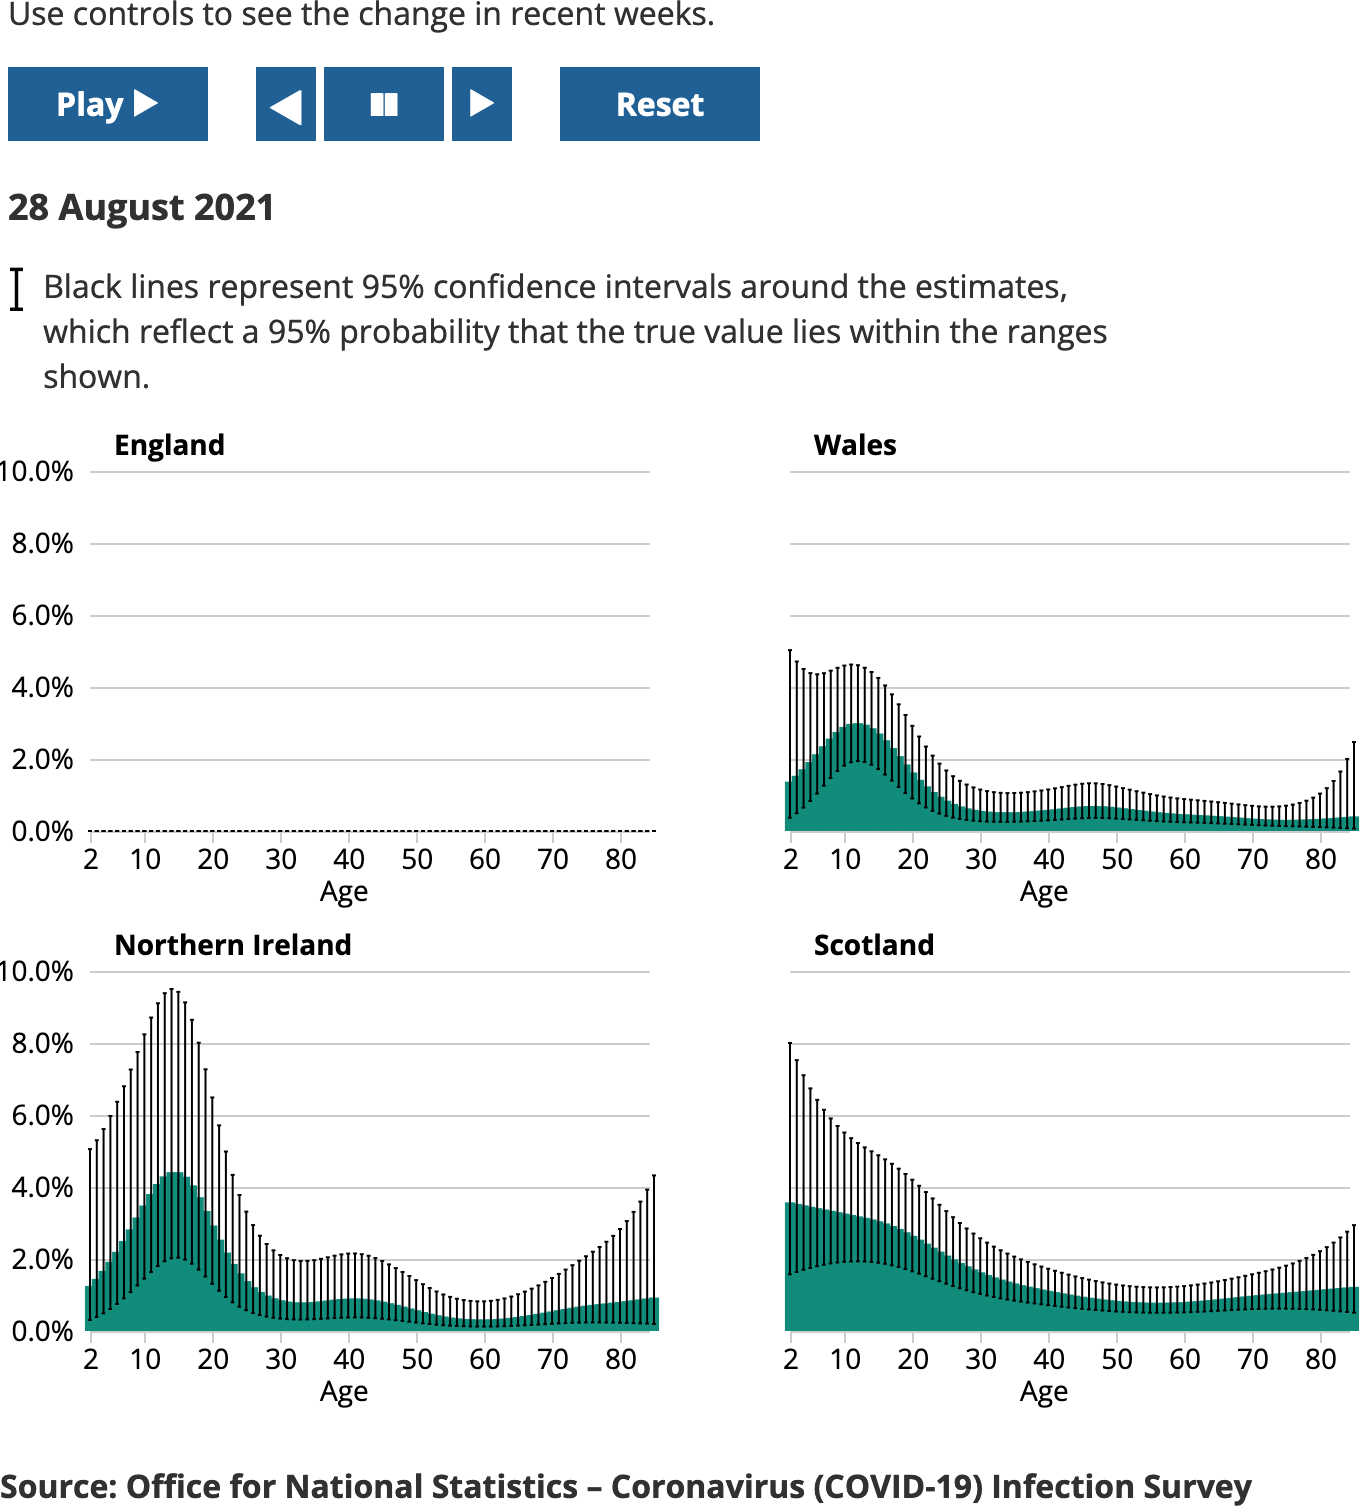 Use controls to see the change in recent weeks.
Play
Reset
28 August 2021
Black lines represent 95% confidence intervals around the estimates,
which reflect a 95% probability that the true value lies within the ranges
shown.
England
10.0%
8.0%
6.0%
4.0%
2.0%
0.0%
2 10 20 30 40 50 60 70 80
Age
Wales
2 10 20 30 40 50 60 70 80
Age
Northern Ireland
10.0%
8.0%
6.0%
4.0%
2.0%
0.0%
2 10 20 30 40 50 60 70 80
Age
Scotland
2 10 20 30 40 50 60 70 80
Age
Source: Office for National Statistics – Coronavirus (COVID-19) Infection Survey